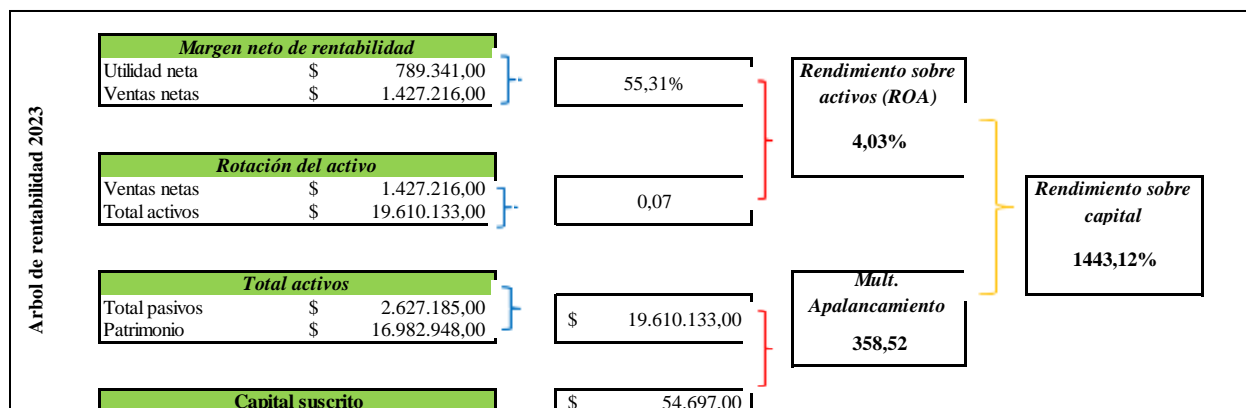 Arbol de rentabilidad 2023
Margen neto de rentabilidad
Utilidad neta $ 789.341,00
Ventas netas $ 1.427.216,00
55,31%
Rotación del activo
Ventas netas $ 1.427.216,00
Total activos $ 19.610.133,00
0,07
Rendimiento sobre
activos (ROA)
4,03%
Total activos
Total pasivos $ 2.627.185,00
Patrimonio $ 16.982.948,00
$ 19.610.133,00
Capital suscrito
$ 54.697,00
Mult.
Apalancamiento
358,52
Rendimiento sobre
capital
1443,12%